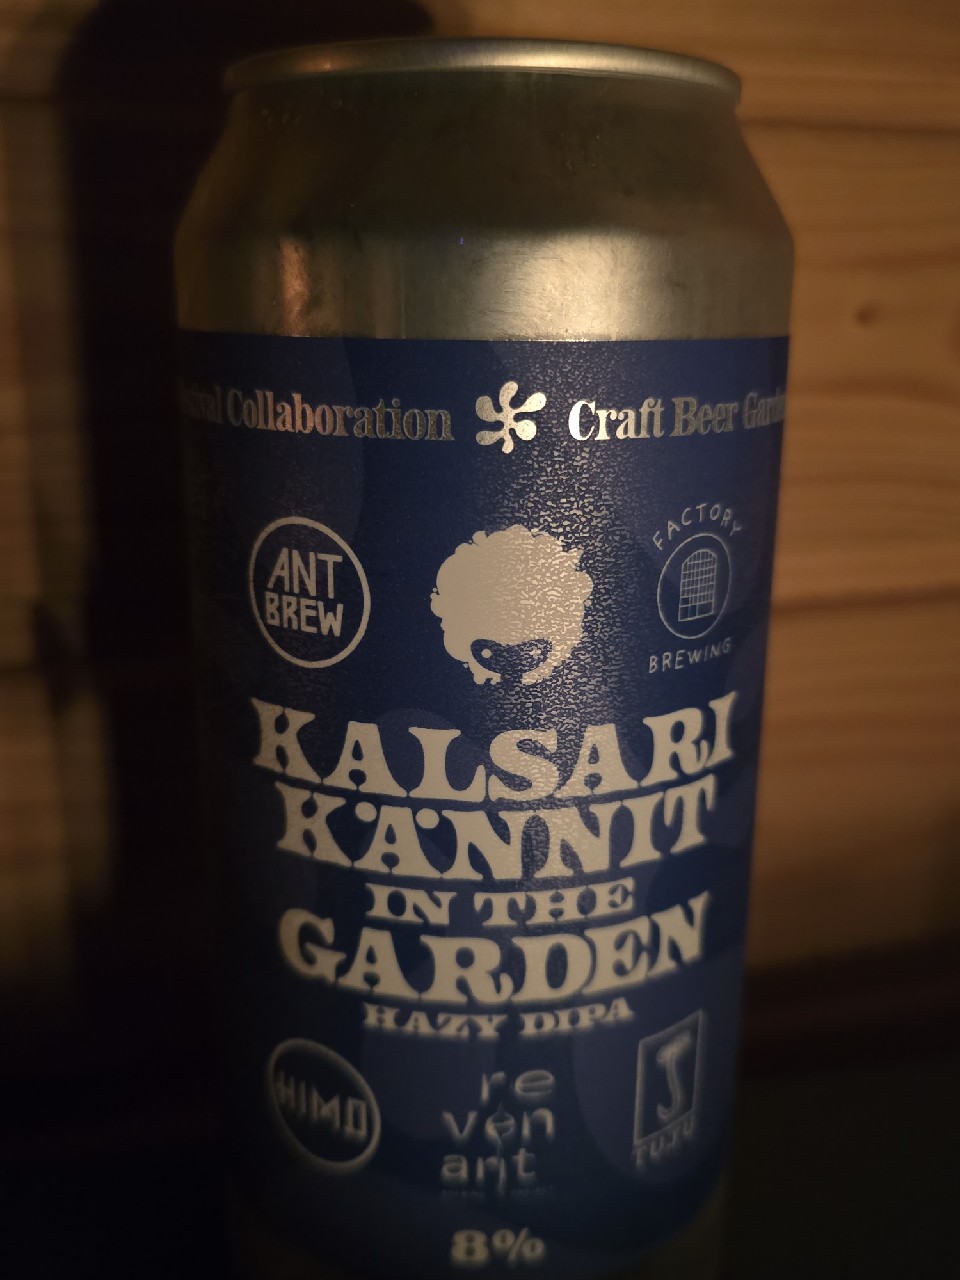 Collaboration Craft Beer
ANT
BREW
FACTORY
BREWING
KALSARI
KÄNNIT
IN THE
GARDEN
HAZY DIPA
HIMO
re
ven
ant
TUJU
8%